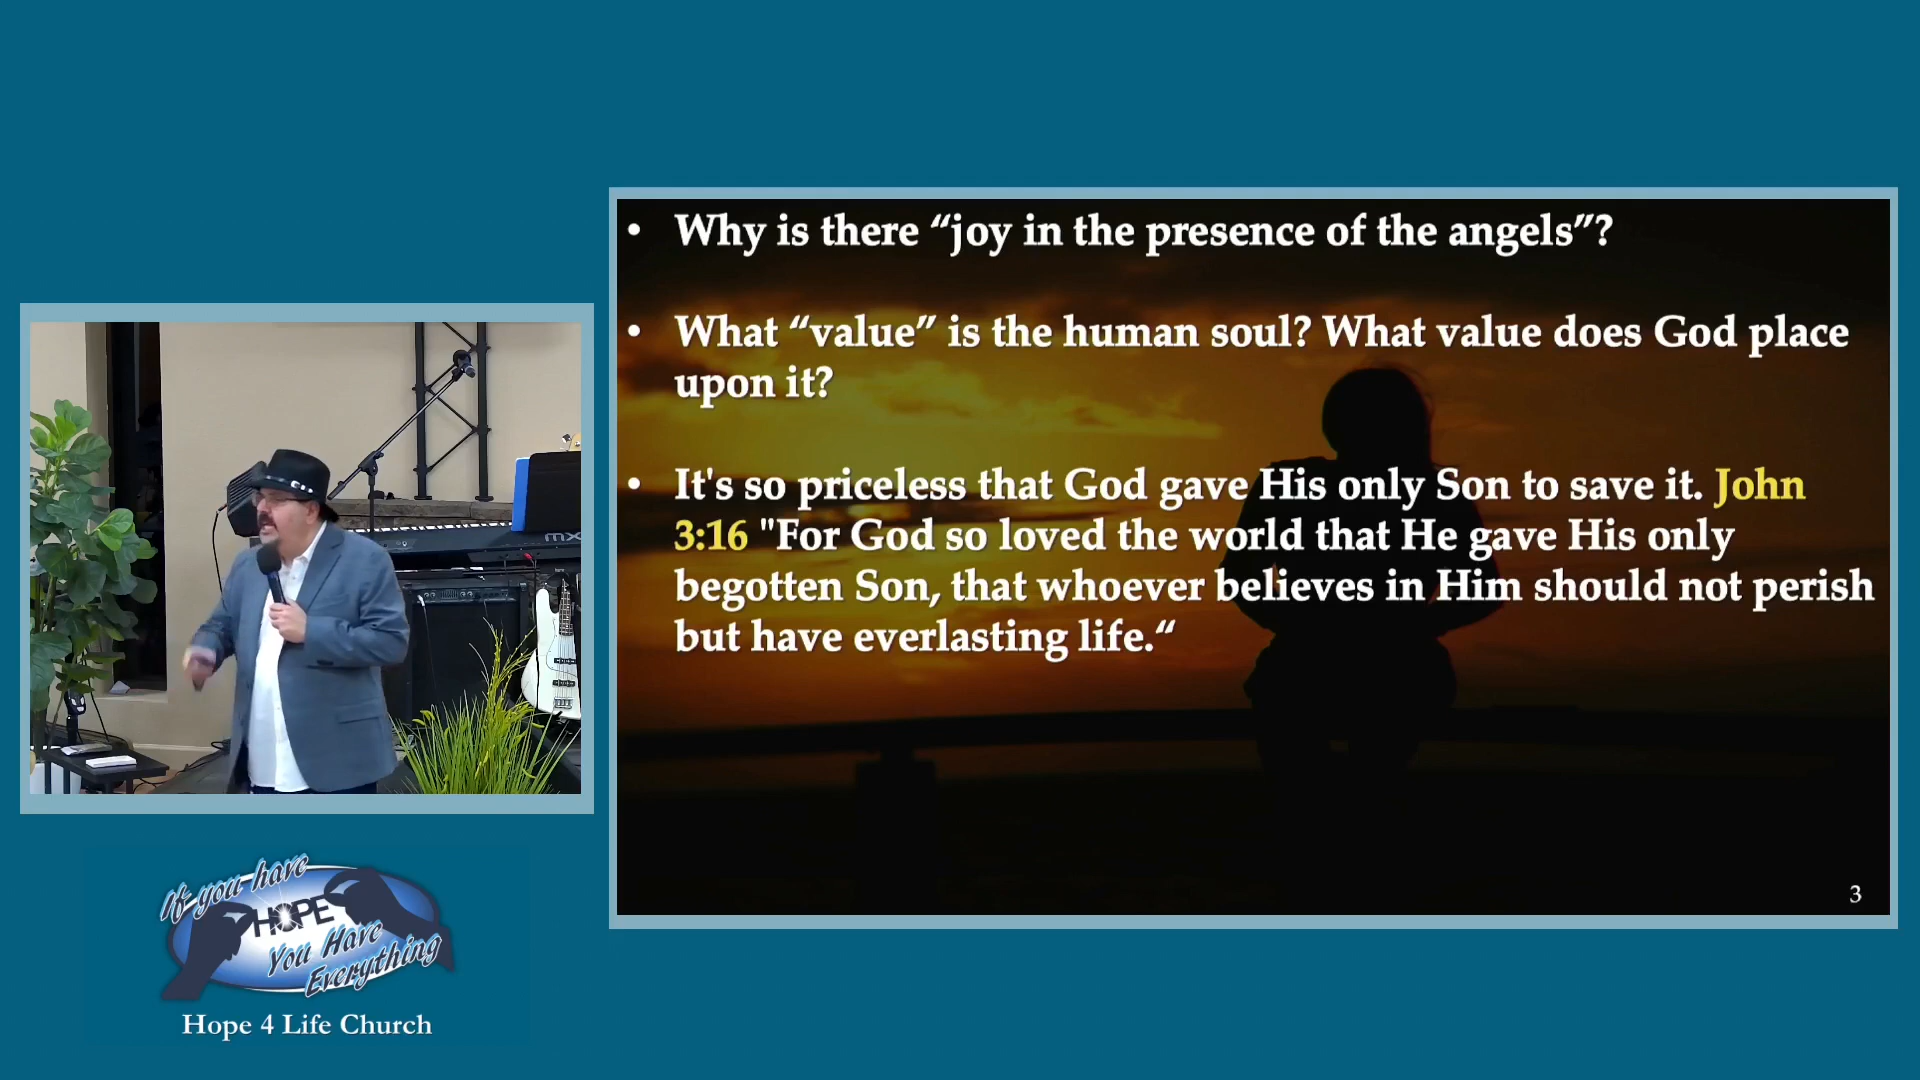 • Why is there “joy in the presence of the angels”?
• What “value” is the human soul? What value does God place
upon it?
• It's so priceless that God gave His only Son to save it. John
3:16 "For God so loved the world that He gave His only
begotten Son, that whoever believes in Him should not perish
but have everlasting life.“
3
mx
If you have
HOPE
You Have
Everything
Hope 4 Life Church